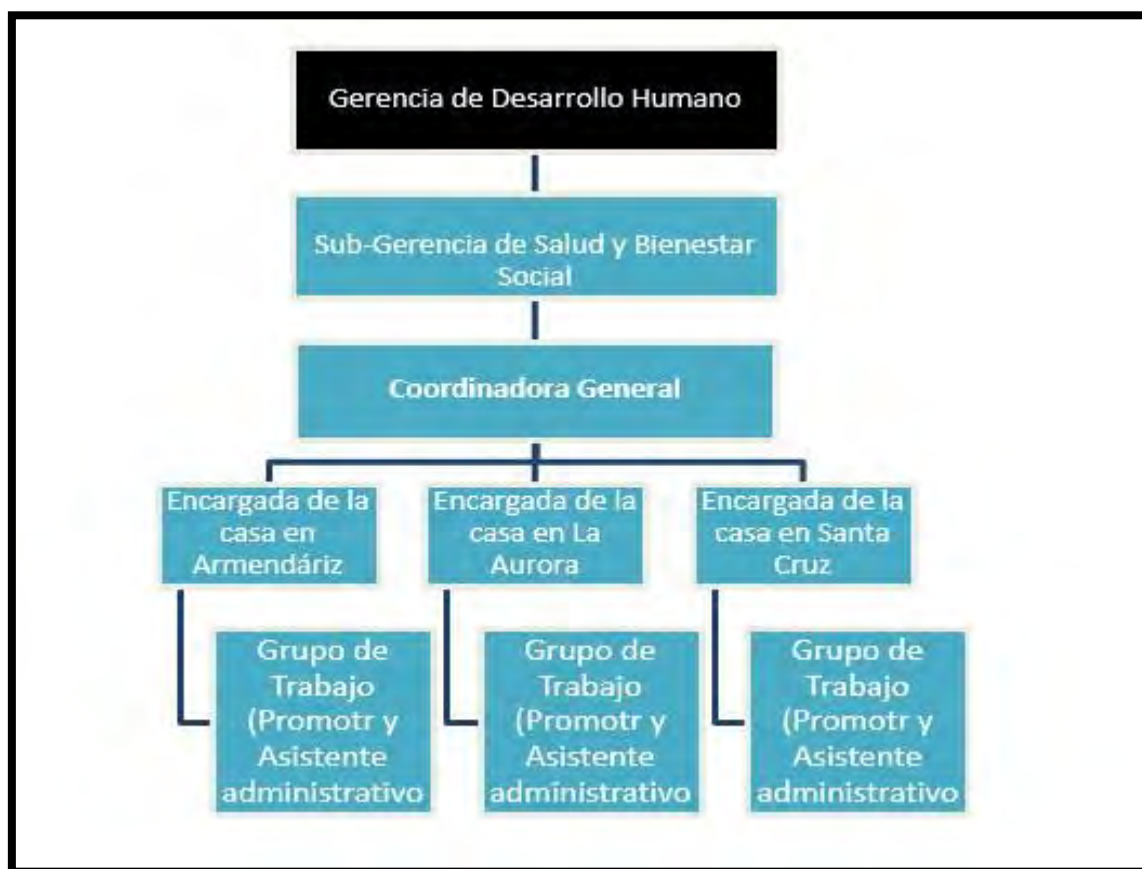 Gerencia de Desarrollo Humano
Sub-Gerencia de Salud y Bienestar
Social
Coordinadora General
Encargada de la
casa en
Armendáriz
Encargada de la
casa en La
Aurora
Encargada de la
casa en Santa
Cruz
Grupo de
Trabajo
(Promotr y
Asistente
administrativo
Grupo de
Trabajo
(Promotr y
Asistente
administrativo
Grupo de
Trabajo
(Promotr y
Asistente
administrativo